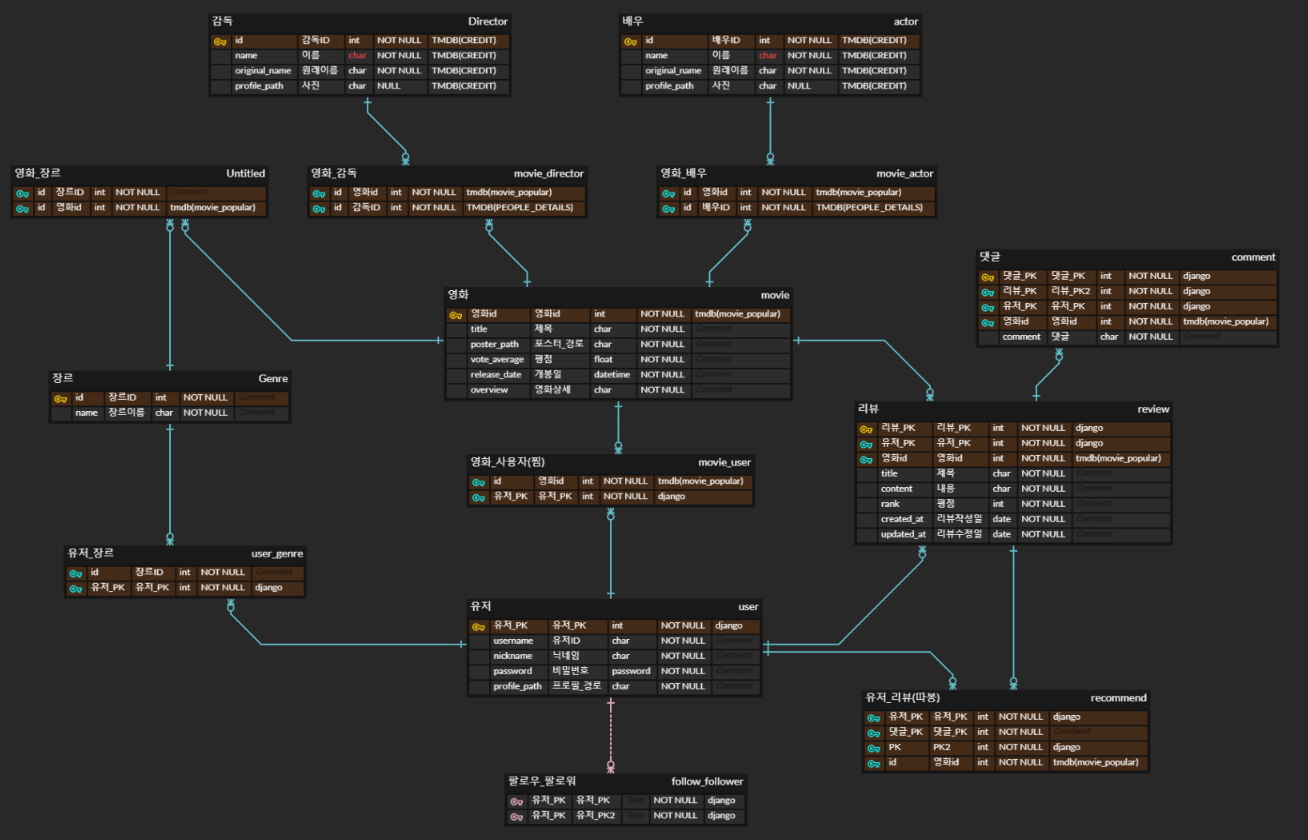 감독 Director
id 감독ID int NOT NULL TMDB(CREDIT)
name 이름 char NOT NULL TMDB(CREDIT)
original_name 원래이름 char NOT NULL TMDB(CREDIT)
profile_path 사진 char NULL TMDB(CREDIT)
배우 actor
id 배우ID int NOT NULL TMDB(CREDIT)
name 이름 char NOT NULL TMDB(CREDIT)
original_name 원래이름 char NOT NULL TMDB(CREDIT)
profile_path 사진 char NULL TMDB(CREDIT)
영화_장르 Untitled
id 장르ID int NOT NULL Comment
id 영화id int NOT NULL tmdb(movie_popular)
영화_감독 movie_director
id 영화id int NOT NULL tmdb(movie_popular)
id 감독ID int NOT NULL TMDB(PEOPLE_DETAILS)
영화_배우 movie_actor
id 영화id int NOT NULL tmdb(movie_popular)
id 배우ID int NOT NULL TMDB(PEOPLE_DETAILS)
댓글 comment
댓글_PK 댓글_PK int NOT NULL django
리뷰_PK 리뷰_PK2 int NOT NULL django
유저_PK 유저_PK int NOT NULL django
영화id 영화id int NOT NULL tmdb(movie_popular)
comment 댓글 char NOT NULL Comment
영화 movie
영화id 영화id int NOT NULL tmdb(movie_popular)
title 제목 char NOT NULL Comment
poster_path 포스터_경로 char NOT NULL Comment
vote_average 평점 float NOT NULL Comment
release_date 개봉일 datetime NOT NULL Comment
overview 영화상세 char NOT NULL Comment
장르 Genre
id 장르ID int NOT NULL Comment
name 장르이름 char NOT NULL Comment
리뷰 review
리뷰_PK 리뷰_PK int NOT NULL django
유저_PK 유저_PK int NOT NULL django
영화id 영화id int NOT NULL tmdb(movie_popular)
title 제목 char NOT NULL Comment
content 내용 char NOT NULL Comment
rank 평점 int NOT NULL Comment
created_at 리뷰작성일 date NOT NULL Comment
updated_at 리뷰수정일 date NOT NULL Comment
영화_사용자(찜) movie_user
id 영화id int NOT NULL tmdb(movie_popular)
유저_PK 유저_PK int NOT NULL django
유저_장르 user_genre
id 장르ID int NOT NULL Comment
유저_PK 유저_PK int NOT NULL django
유저 user
유저_PK 유저_PK int NOT NULL django
username 유저ID char NOT NULL Comment
nickname 닉네임 char NOT NULL Comment
password 비밀번호 password NOT NULL Comment
profile_path 프로필_경로 char NOT NULL Comment
유저_리뷰(따봉) recommend
유저_PK 유저_PK int NOT NULL django
댓글_PK 댓글_PK int NOT NULL Comment
PK PK2 int NOT NULL django
id 영화id int NOT NULL tmdb(movie_popular)
팔로우_팔로워 follow_follower
유저_PK 유저_PK Type NOT NULL django
유저_PK 유저_PK2 Type NOT NULL django